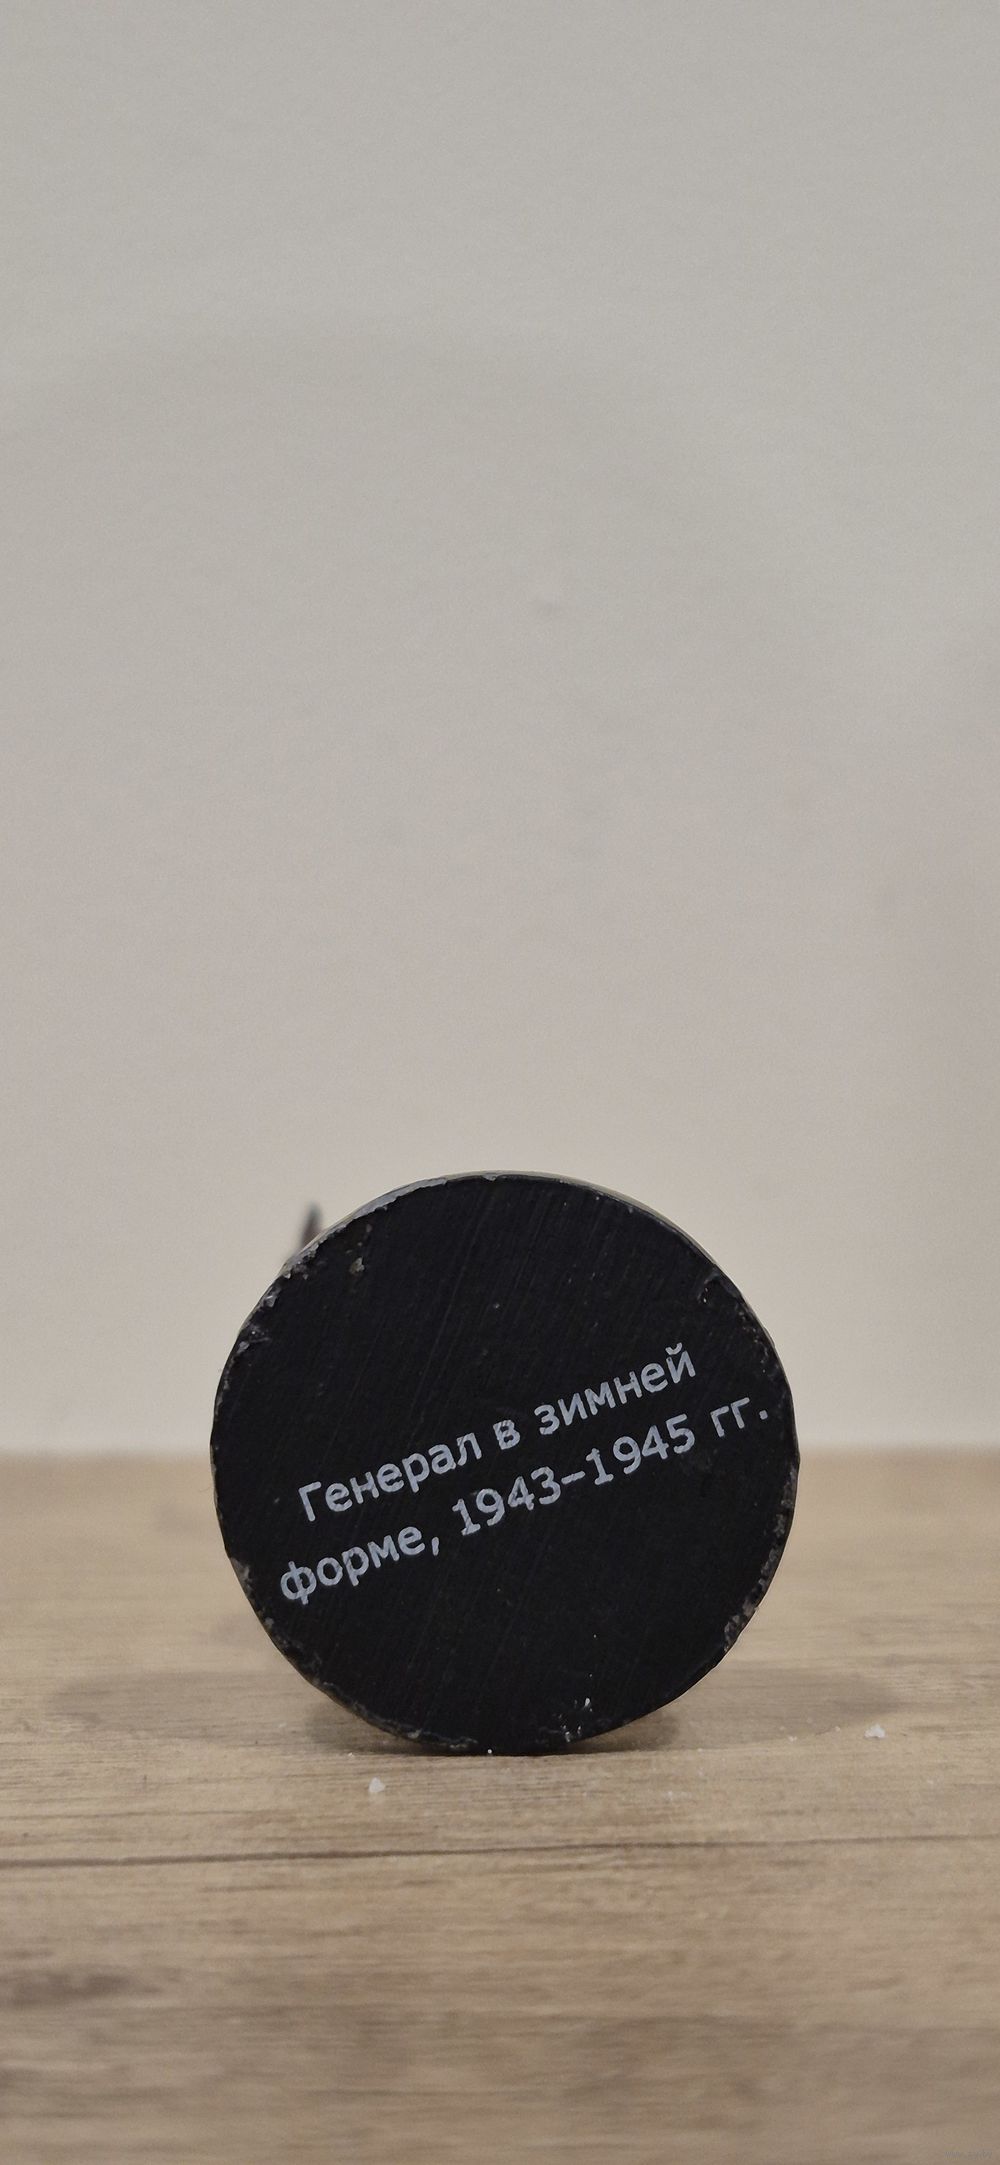 Генерал в зимней
форме, 1943-1945 гг.